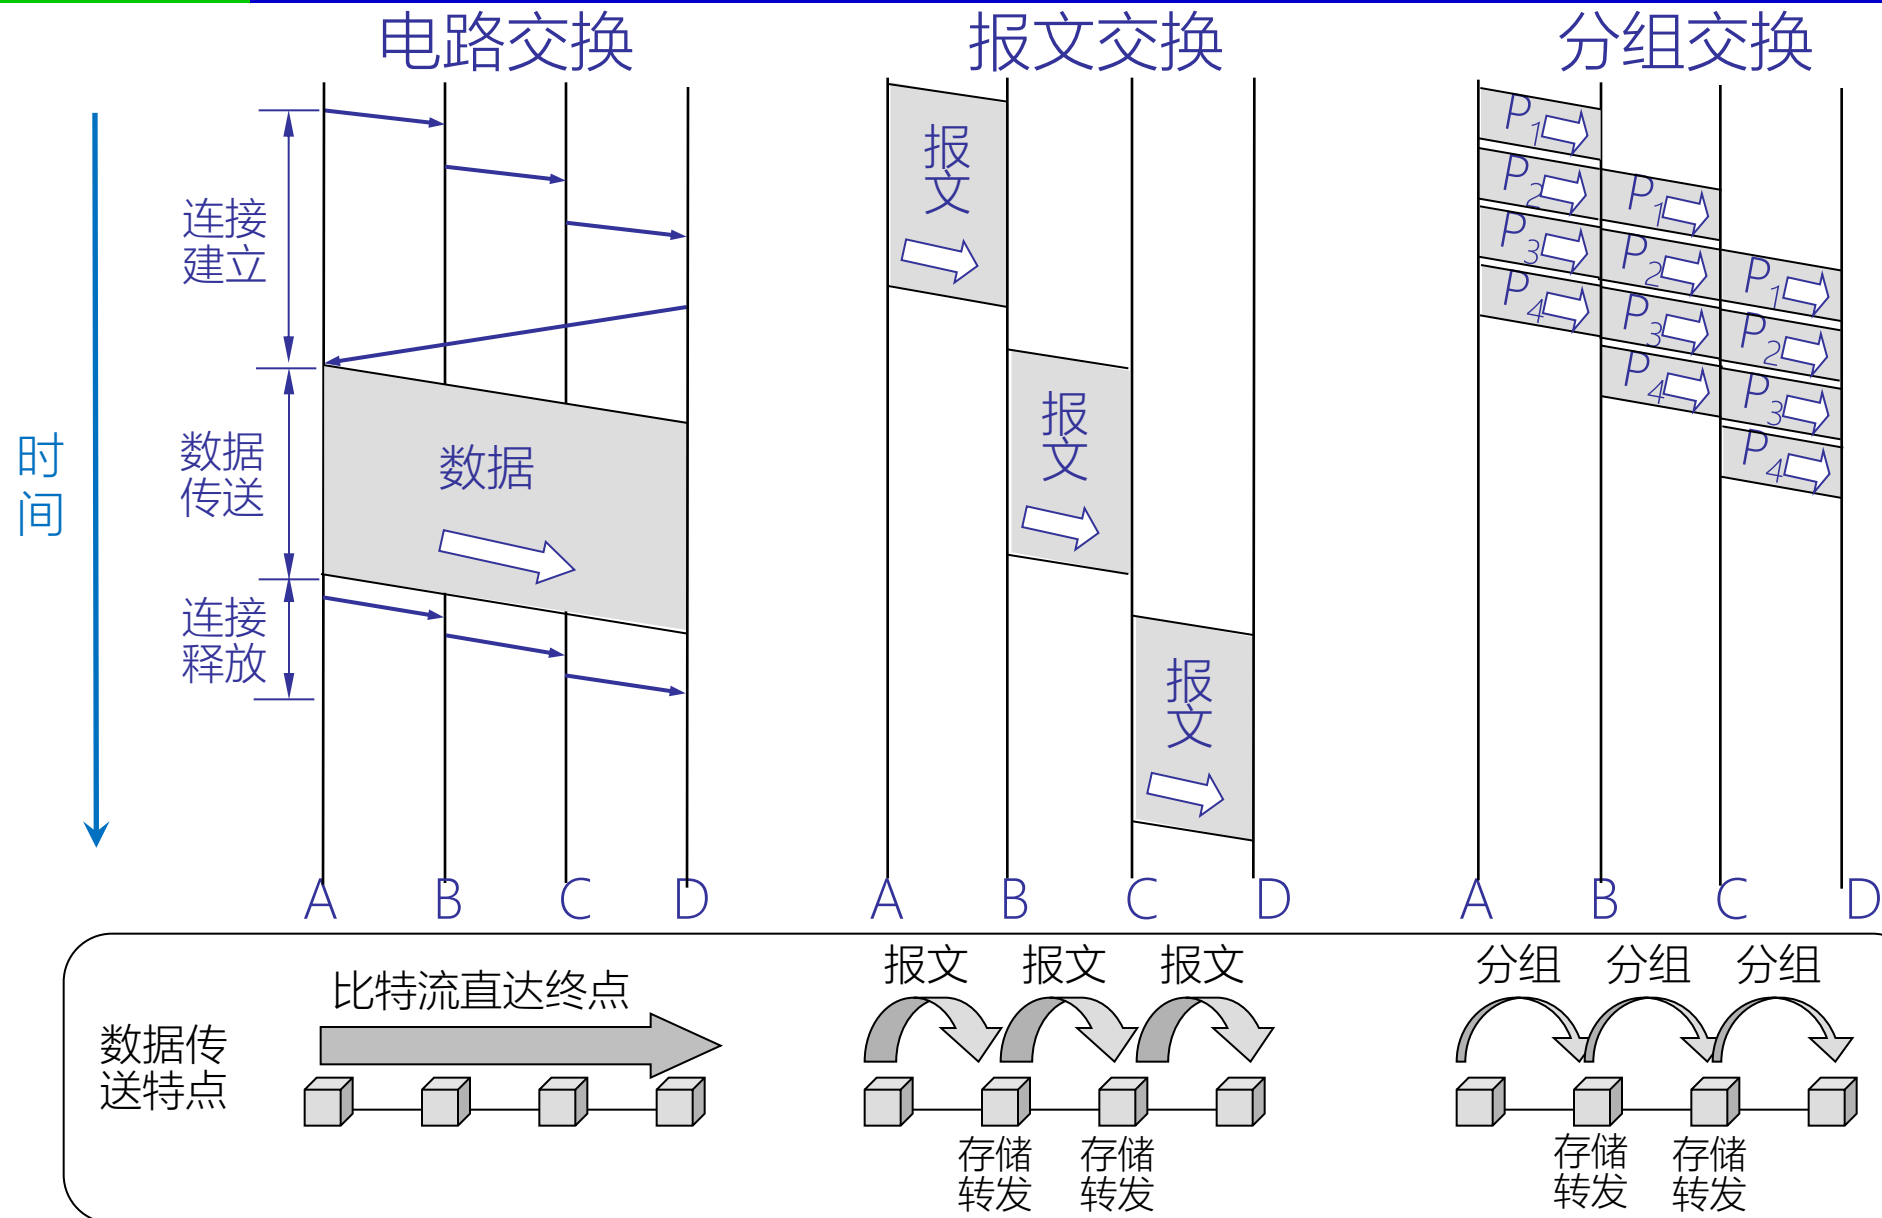 电路交换
报文交换
分组交换
时
间
连接
建立
数据
传送
连接
释放
数据
报
文
报
文
报
文
P1
P2
P3
P4
P1
P2
P3
P4
P1
P2
P3
P4
A B C D
A B C D
A B C D
数据传
送特点
比特流直达终点
报文 报文 报文
存储
转发
存储
转发
分组 分组 分组
存储
转发
存储
转发